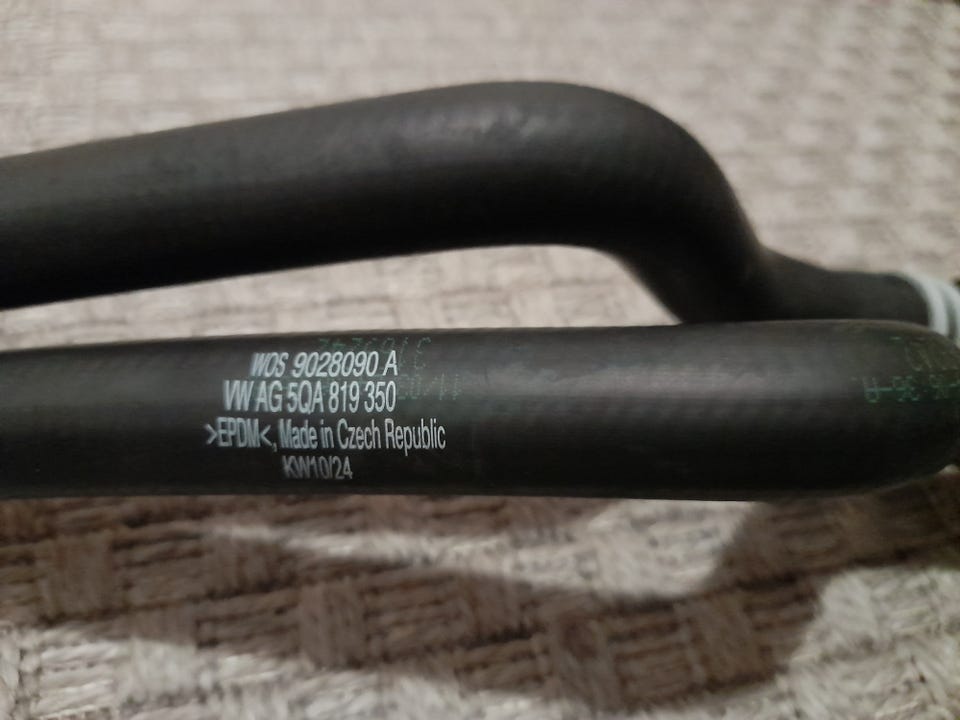 WOS 9028090 A
VW AG 5QA 819 350
>EPDM<, Made in Czech Republic
KW10/24